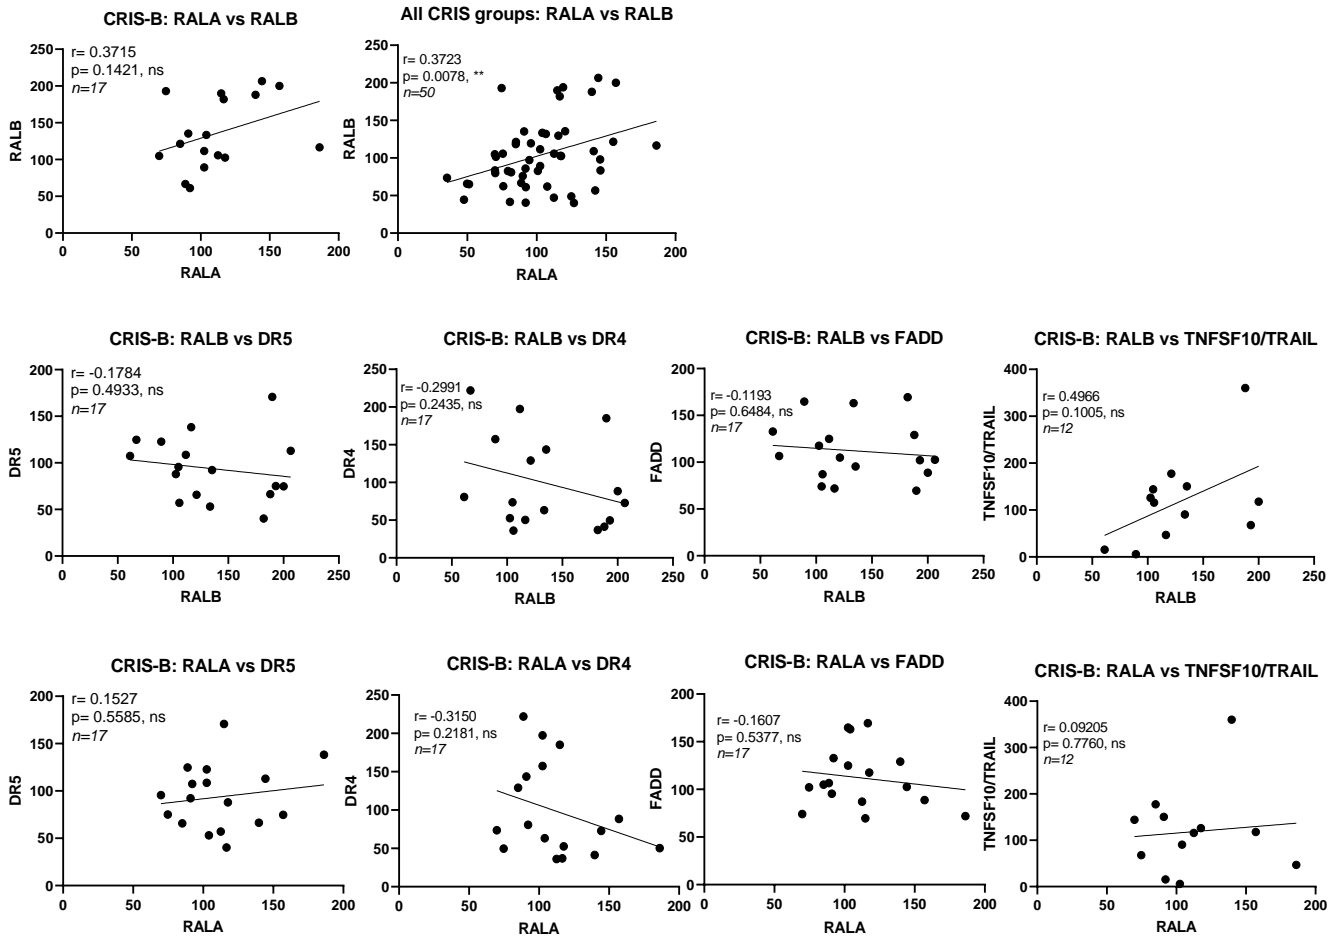 CRIS-B: RALA vs RALB
r= 0.3715
p= 0.1421, ns
n=17
250
200
150
100
50
0
RALB
0 50 100 150 200
RALA
All CRIS groups: RALA vs RALB
r= 0.3723
p= 0.0078, **
n=50
250
200
150
100
50
0
RALB
0 50 100 150 200
RALA
CRIS-B: RALB vs DR5
r= -0.1784
p= 0.4933, ns
n=17
200
150
100
50
0
DR5
0 50 100 150 200 250
RALB
CRIS-B: RALB vs DR4
r= -0.2991
p= 0.2435, ns
n=17
250
200
150
100
50
0
DR4
0 50 100 150 200 250
RALB
CRIS-B: RALB vs FADD
r= -0.1193
p= 0.6484, ns
n=17
200
150
100
50
0
FADD
0 50 100 150 200 250
RALB
CRIS-B: RALB vs TNFSF10/TRAIL
r= 0.4966
p= 0.1005, ns
n=12
400
300
200
100
0
TNFSF10/TRAIL
0 50 100 150 200 250
RALB
CRIS-B: RALA vs DR5
r= 0.1527
p= 0.5585, ns
n=17
200
150
100
50
0
DR5
0 50 100 150 200
RALA
CRIS-B: RALA vs DR4
r= -0.3150
p= 0.2181, ns
n=17
250
200
150
100
50
0
DR4
0 50 100 150 200
RALA
CRIS-B: RALA vs FADD
r= -0.1607
p= 0.5377, ns
n=17
200
150
100
50
0
FADD
0 50 100 150 200
RALA
CRIS-B: RALA vs TNFSF10/TRAIL
r= 0.09205
p= 0.7760, ns
n=12
400
300
200
100
0
TNFSF10/TRAIL
0 50 100 150 200
RALA